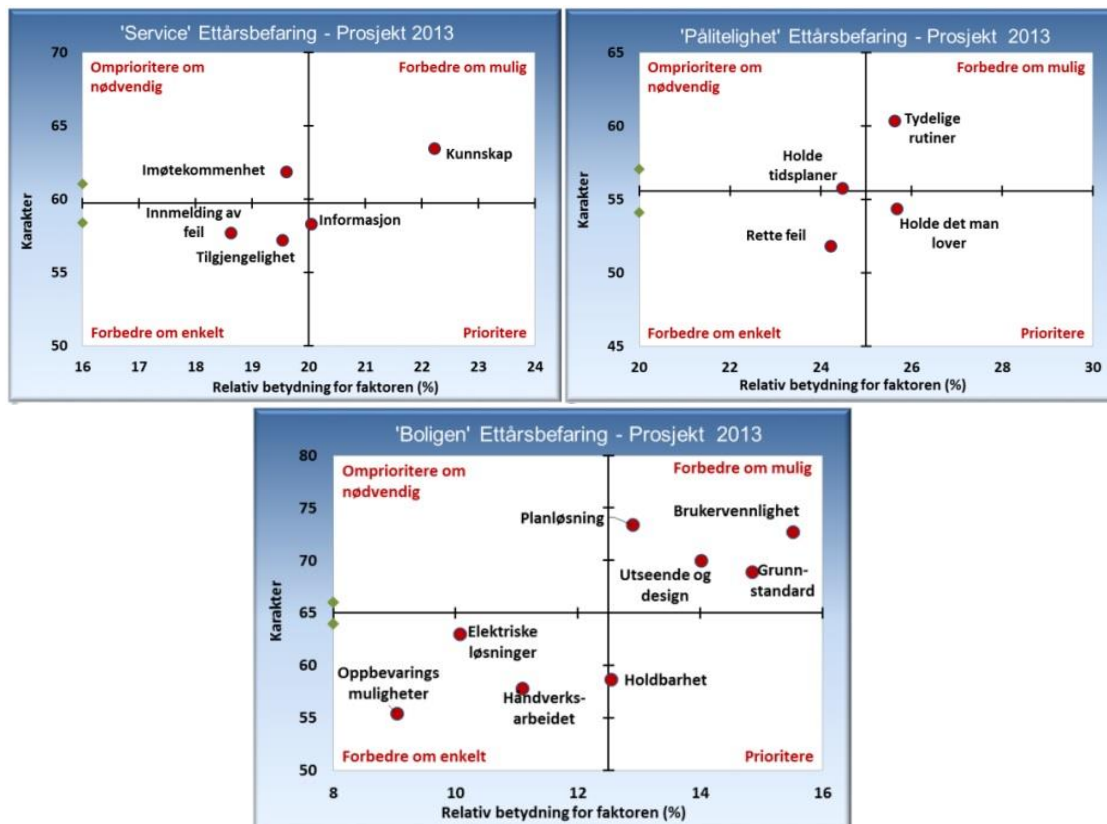 'Service' Ettårsbefaring - Prosjekt 2013
70
65
60
55
50
Karakter
Omprioritere om
nødvendig
Forbedre om mulig
Kunnskap
Imøtekommenhet
Innmelding av
feil
Informasjon
Tilgjengelighet
Forbedre om enkelt
Prioritere
16
17
18
19
20
21
22
23
24
Relativ betydning for faktoren (%)
'Pålitelighet' Ettårsbefaring - Prosjekt 2013
65
60
55
50
45
Karakter
Omprioritere om
nødvendig
Forbedre om mulig
Tydelige
rutiner
Holde
tidsplaner
Holde det man
lover
Rette feil
Forbedre om enkelt
Prioritere
20
22
24
26
28
30
Relativ betydning for faktoren (%)
'Boligen' Ettårsbefaring - Prosjekt 2013
80
75
70
65
60
55
50
Karakter
Omprioritere om
nødvendig
Forbedre om mulig
Planløsning
Brukervennlighet
Utseende og
design
Grunn-
standard
Elektriske
løsninger
Oppbevarings
muligheter
Håndverks-
arbeidet
Holdbarhet
Forbedre om enkelt
Prioritere
8
10
12
14
16
Relativ betydning for faktoren (%)